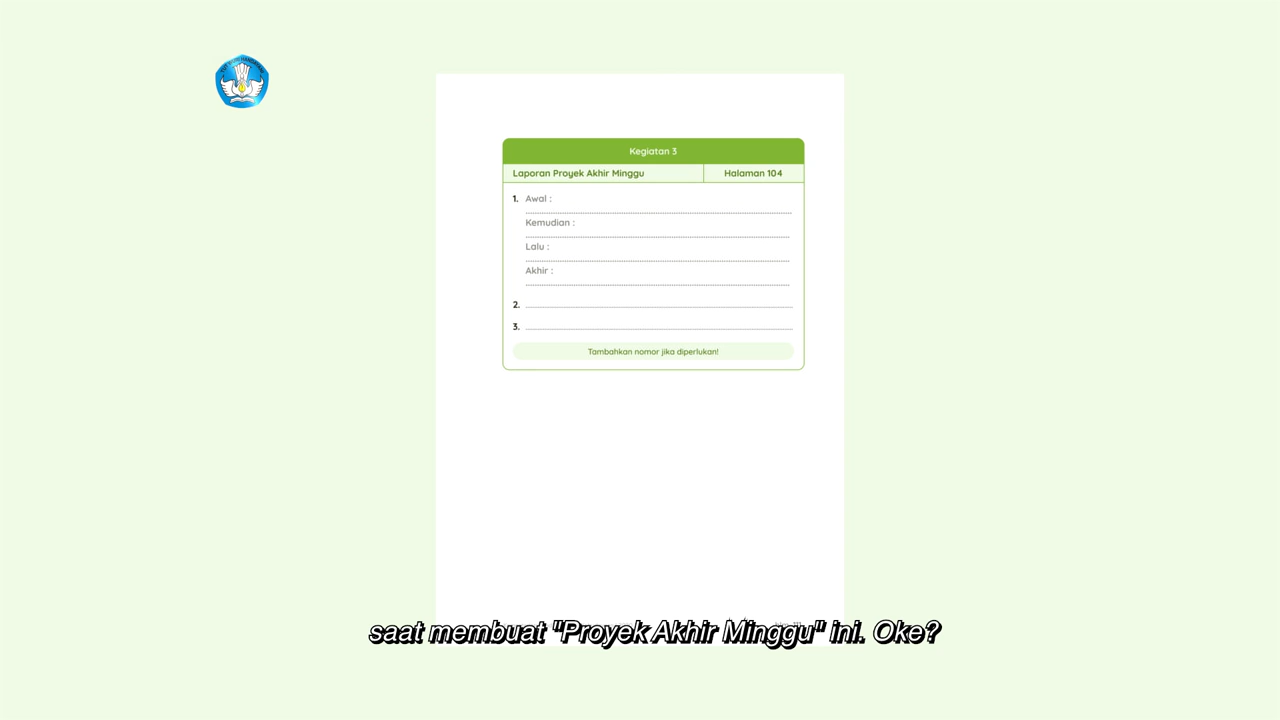 Kegiatan 3
Laporan Proyek Akhir Minggu
Halaman 104
1. Awal :
Kemudian :
Lalu :
Akhir :
2.
3.
Tambahkan nomor jika diperlukan!
saat membuat "Proyek Akhir Minggu" ini. Oke?